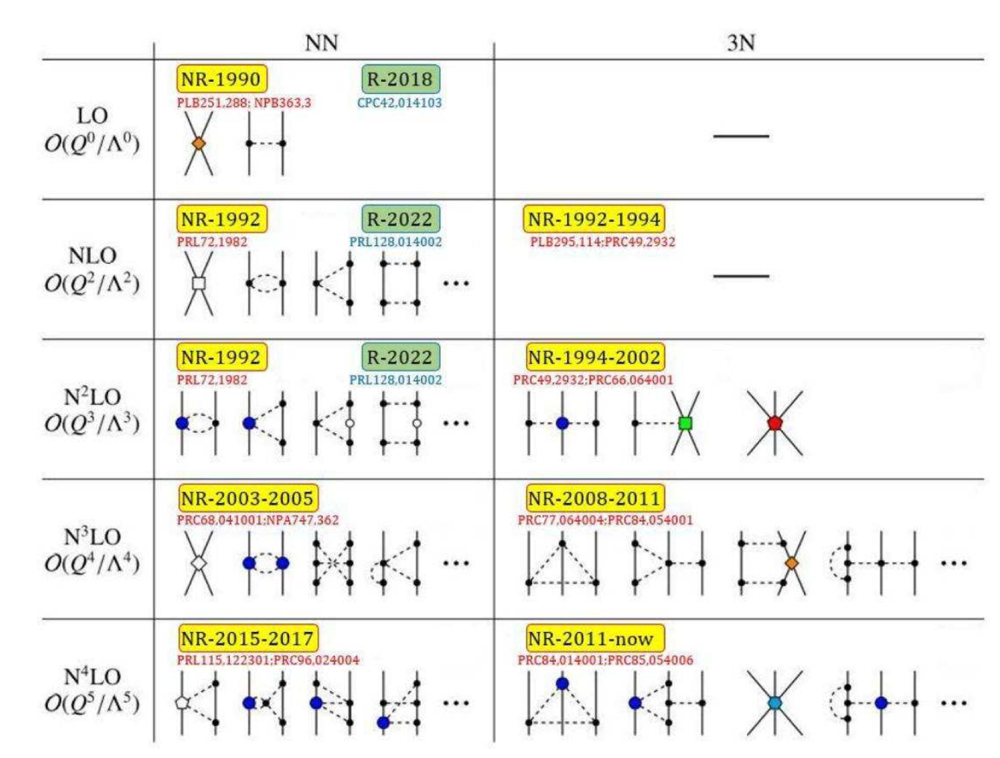 NN 3N
NR-1990 R-2018
PLB251,288; NPB363,3 CPC42,014103
LO
𝒪(Q⁰/Λ⁰)
NR-1992 R-2022 NR-1992-1994
PRL72,1982 PRL128,014002 PLB295,114;PRC49,2932
NLO
𝒪(Q²/Λ²)
...
NR-1992 R-2022 NR-1994-2002
PRL72,1982 PRL128,014002 PRC49,2932;PRC66,064001
N²LO
𝒪(Q³/Λ³)
...
NR-2003-2005 NR-2008-2011
PRC68,041001;NPA747,362 PRC77,064004;PRC84,054001
N³LO
𝒪(Q⁴/Λ⁴)
... ...
NR-2015-2017 NR-2011-now
PRL115,122301;PRC96,024004 PRC84,014001;PRC85,054006
N⁴LO
𝒪(Q⁵/Λ⁵)
... ...